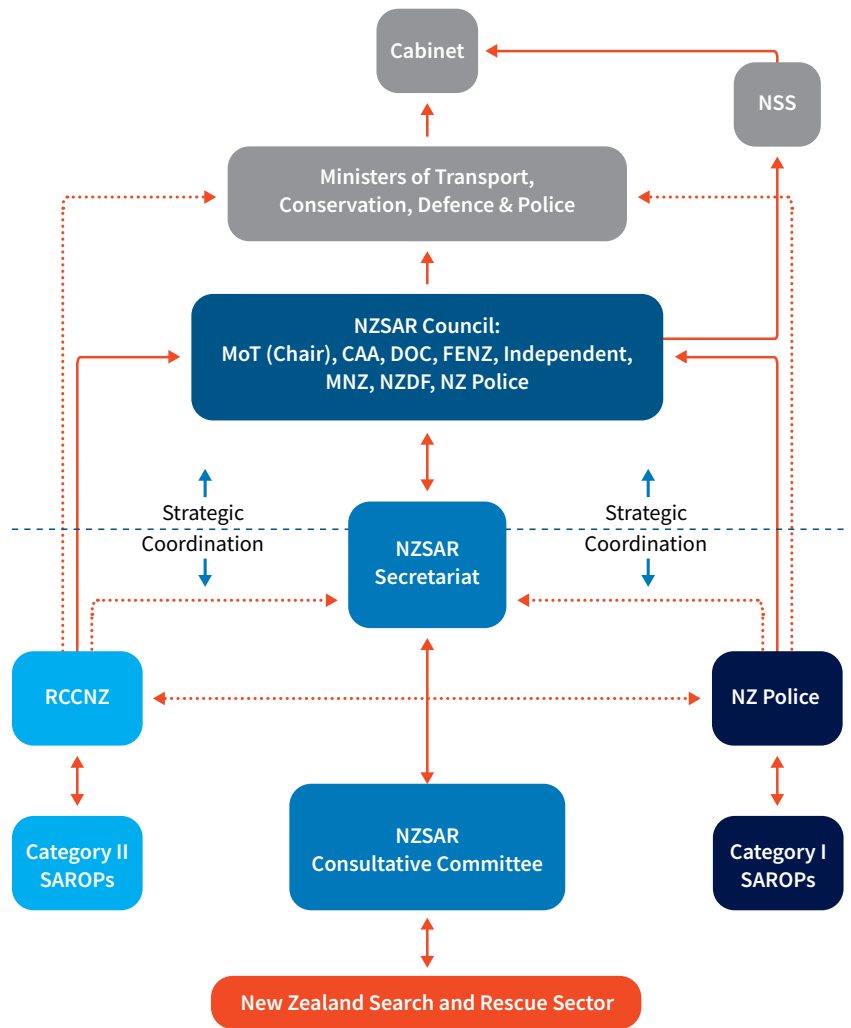 Cabinet
NSS
Ministers of Transport,
Conservation, Defence & Police
NZSAR Council:
MoT (Chair), CAA, DOC, FENZ, Independent,
MNZ, NZDF, NZ Police
Strategic
Coordination
NZSAR
Secretariat
Strategic
Coordination
RCCNZ
NZ Police
Category II
SAROPs
NZSAR
Consultative Committee
Category I
SAROPs
New Zealand Search and Rescue Sector